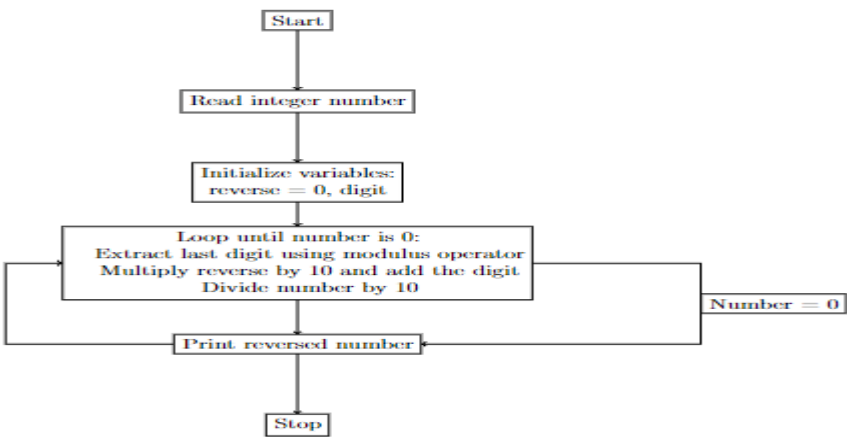 Start
Read integer number
Initialize variables:
reverse = 0, digit
Loop until number is 0:
Extract last digit using modulus operator
Multiply reverse by 10 and add the digit
Divide number by 10
Number = 0
Print reversed number
Stop